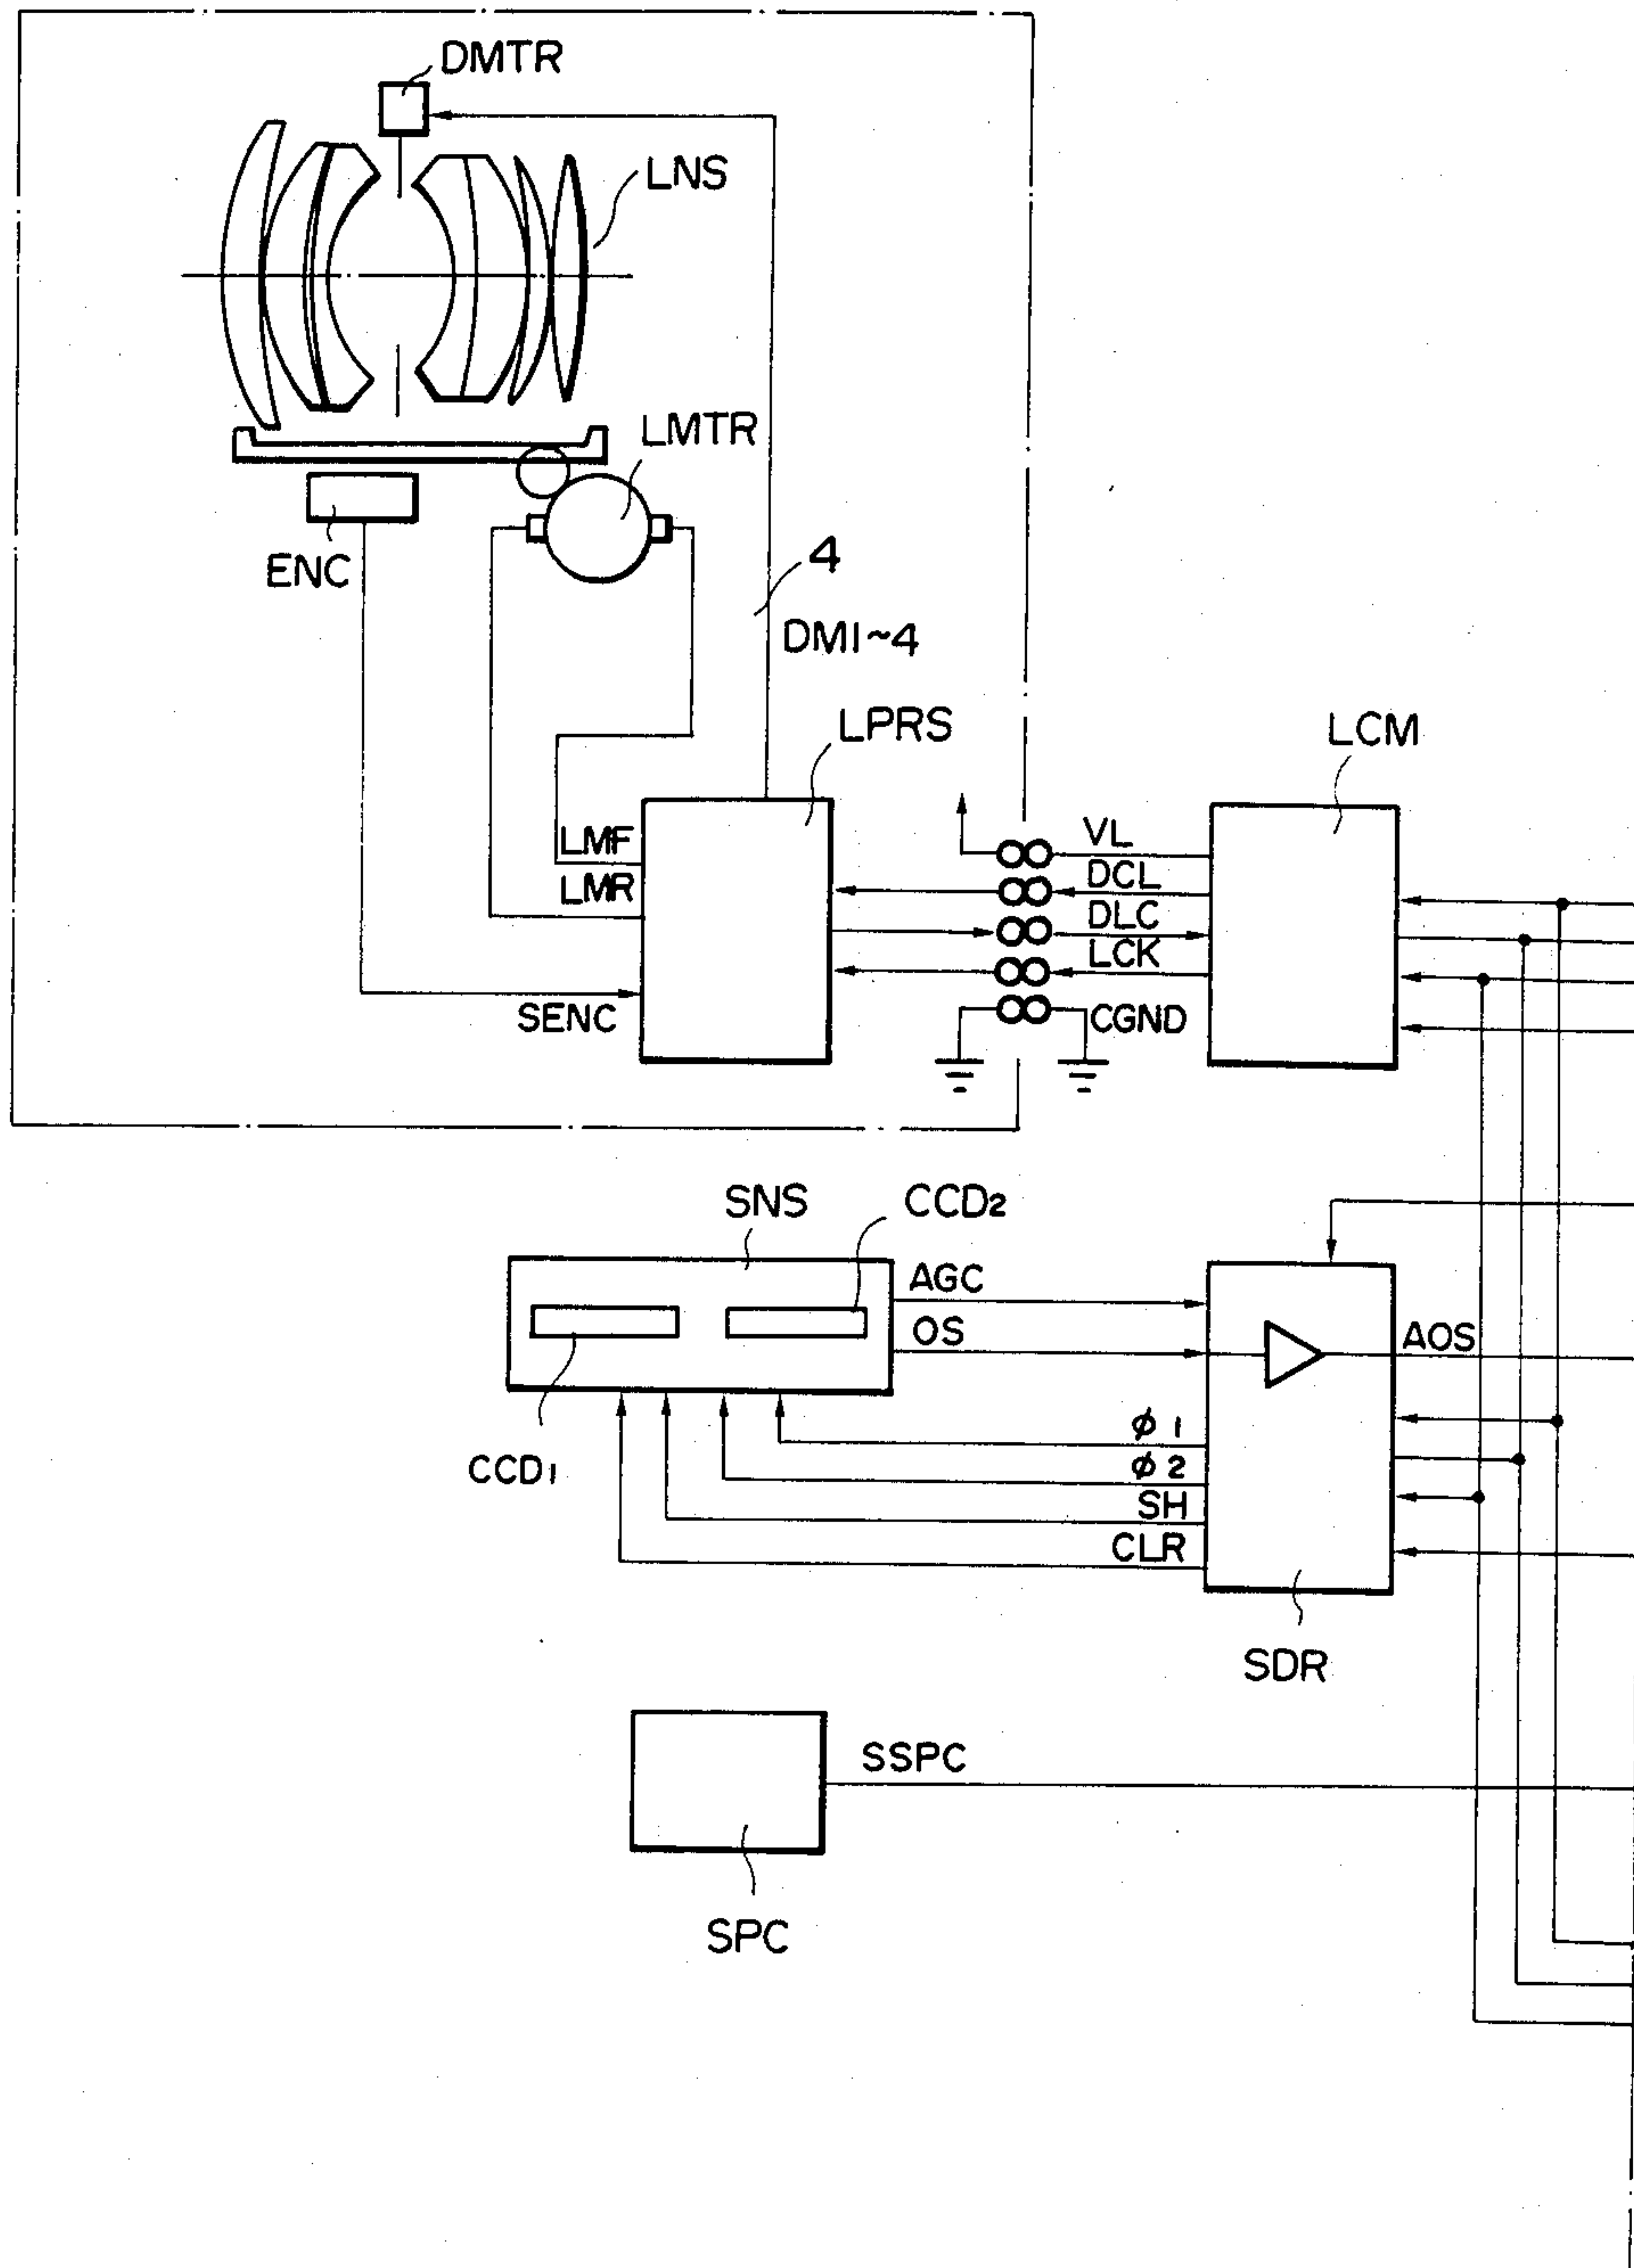 DMTR
LNS
LMTR
ENC
4
DM1~4
LPRS
LCM
LMF
LMR
SENC
VL
DCL
DLC
LCK
CGND
SNS
CCD2
AGC
OS
AOS
CCD1
φ1
φ2
SH
CLR
SDR
SSPC
SPC